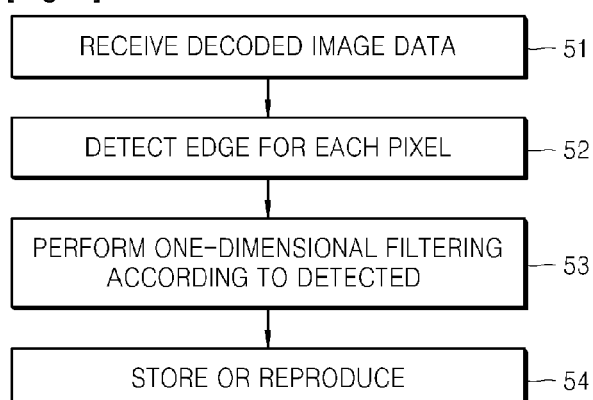 RECEIVE DECODED IMAGE DATA 51
DETECT EDGE FOR EACH PIXEL 52
PERFORM ONE-DIMENSIONAL FILTERING
ACCORDING TO DETECTED 53
STORE OR REPRODUCE 54